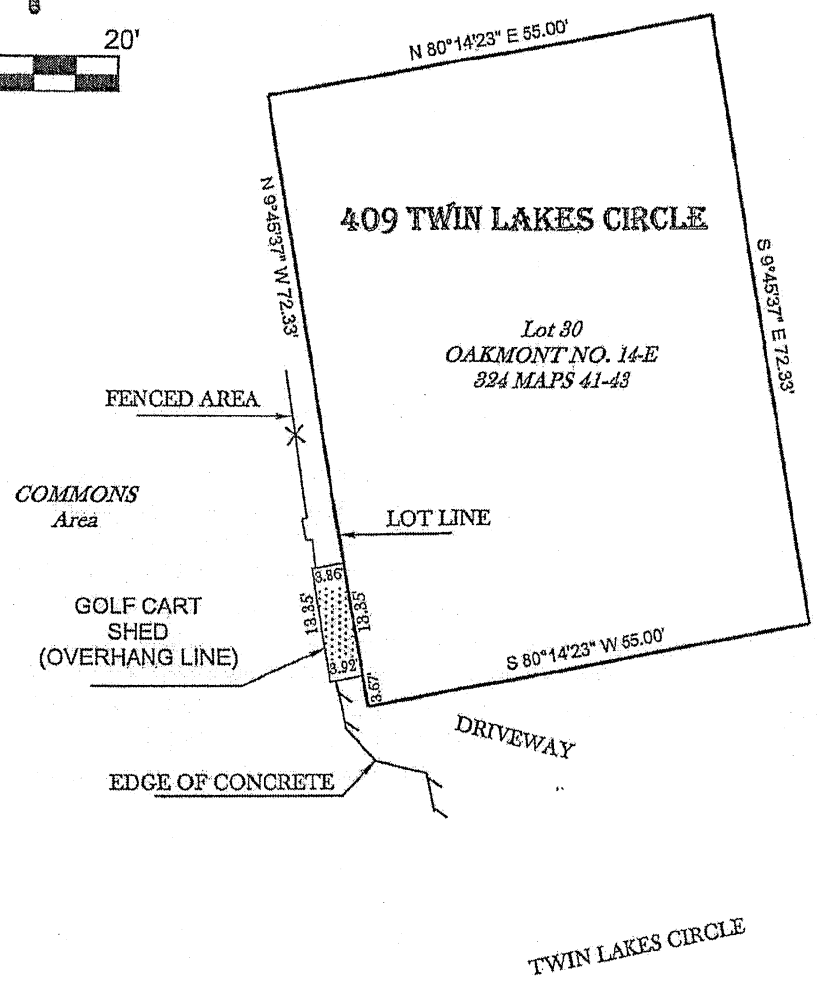 20'
N 80°14'23" E 55.00'
N 9°45'37" W 72.33'
409 TWIN LAKES CIRCLE
S 9°45'37" E 72.33'
Lot 30
OAKMONT NO. 14-E
324 MAPS 41-43
FENCED AREA
COMMONS
Area
LOT LINE
3.86'
13.35'
13.35'
GOLF CART
SHED
(OVERHANG LINE)
3.92'
3.67'
S 80°14'23" W 55.00'
DRIVEWAY
EDGE OF CONCRETE
TWIN LAKES CIRCLE